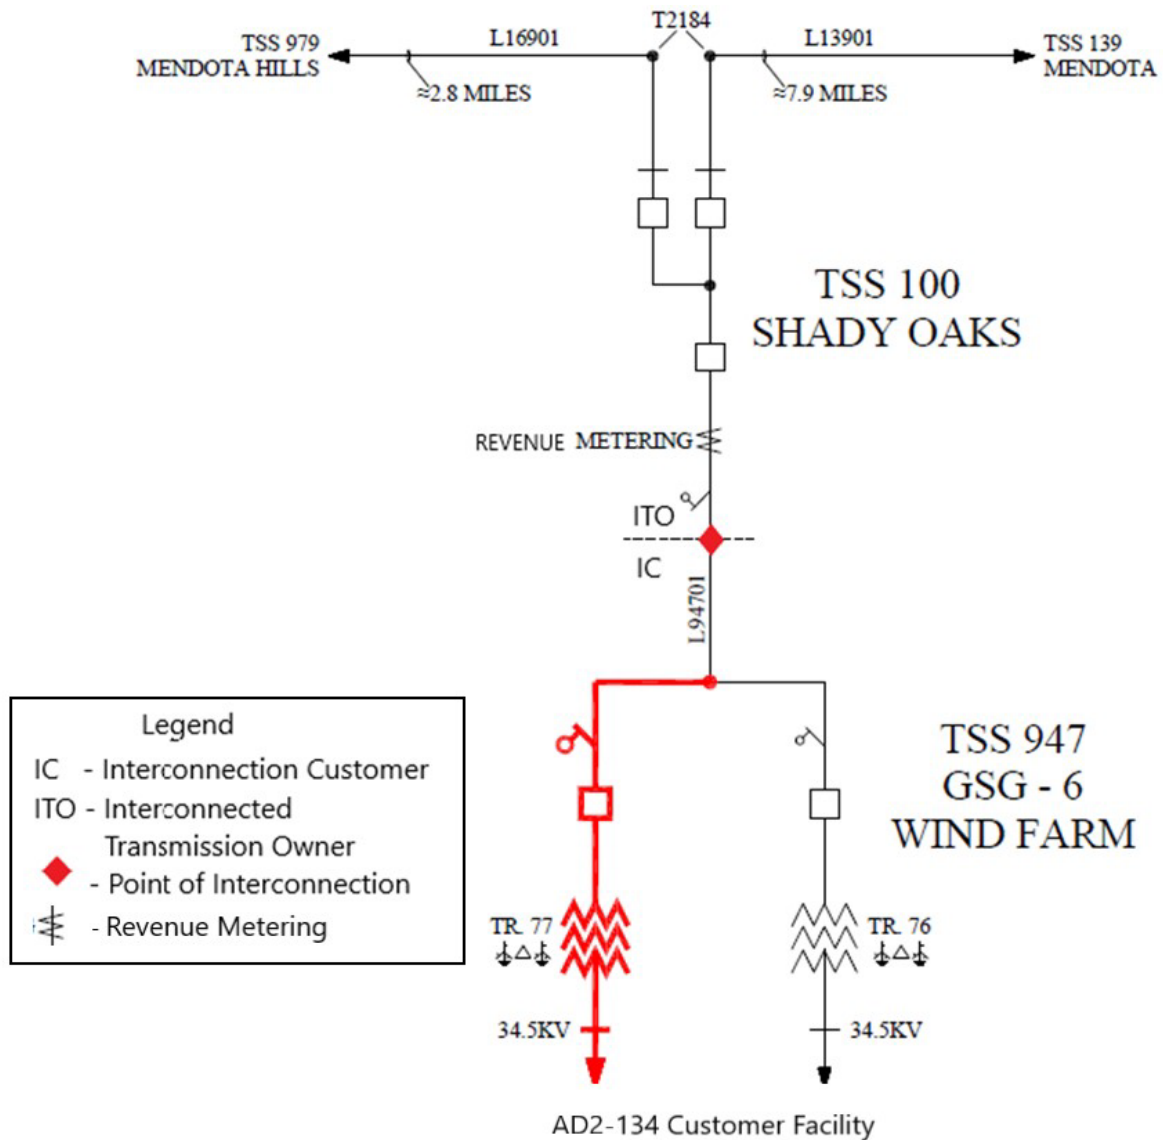 T2184
TSS 979
MENDOTA HILLS
L16901
L13901
TSS 139
MENDOTA
≈2.8 MILES
≈7.9 MILES
TSS 100
SHADY OAKS
REVENUE METERING
ITO
IC
L94701
Legend
IC - Interconnection Customer
ITO - Interconnected
Transmission Owner
- Point of Interconnection
- Revenue Metering
TSS 947
GSG - 6
WIND FARM
TR. 77
TR. 76
34.5KV
34.5KV
AD2-134 Customer Facility